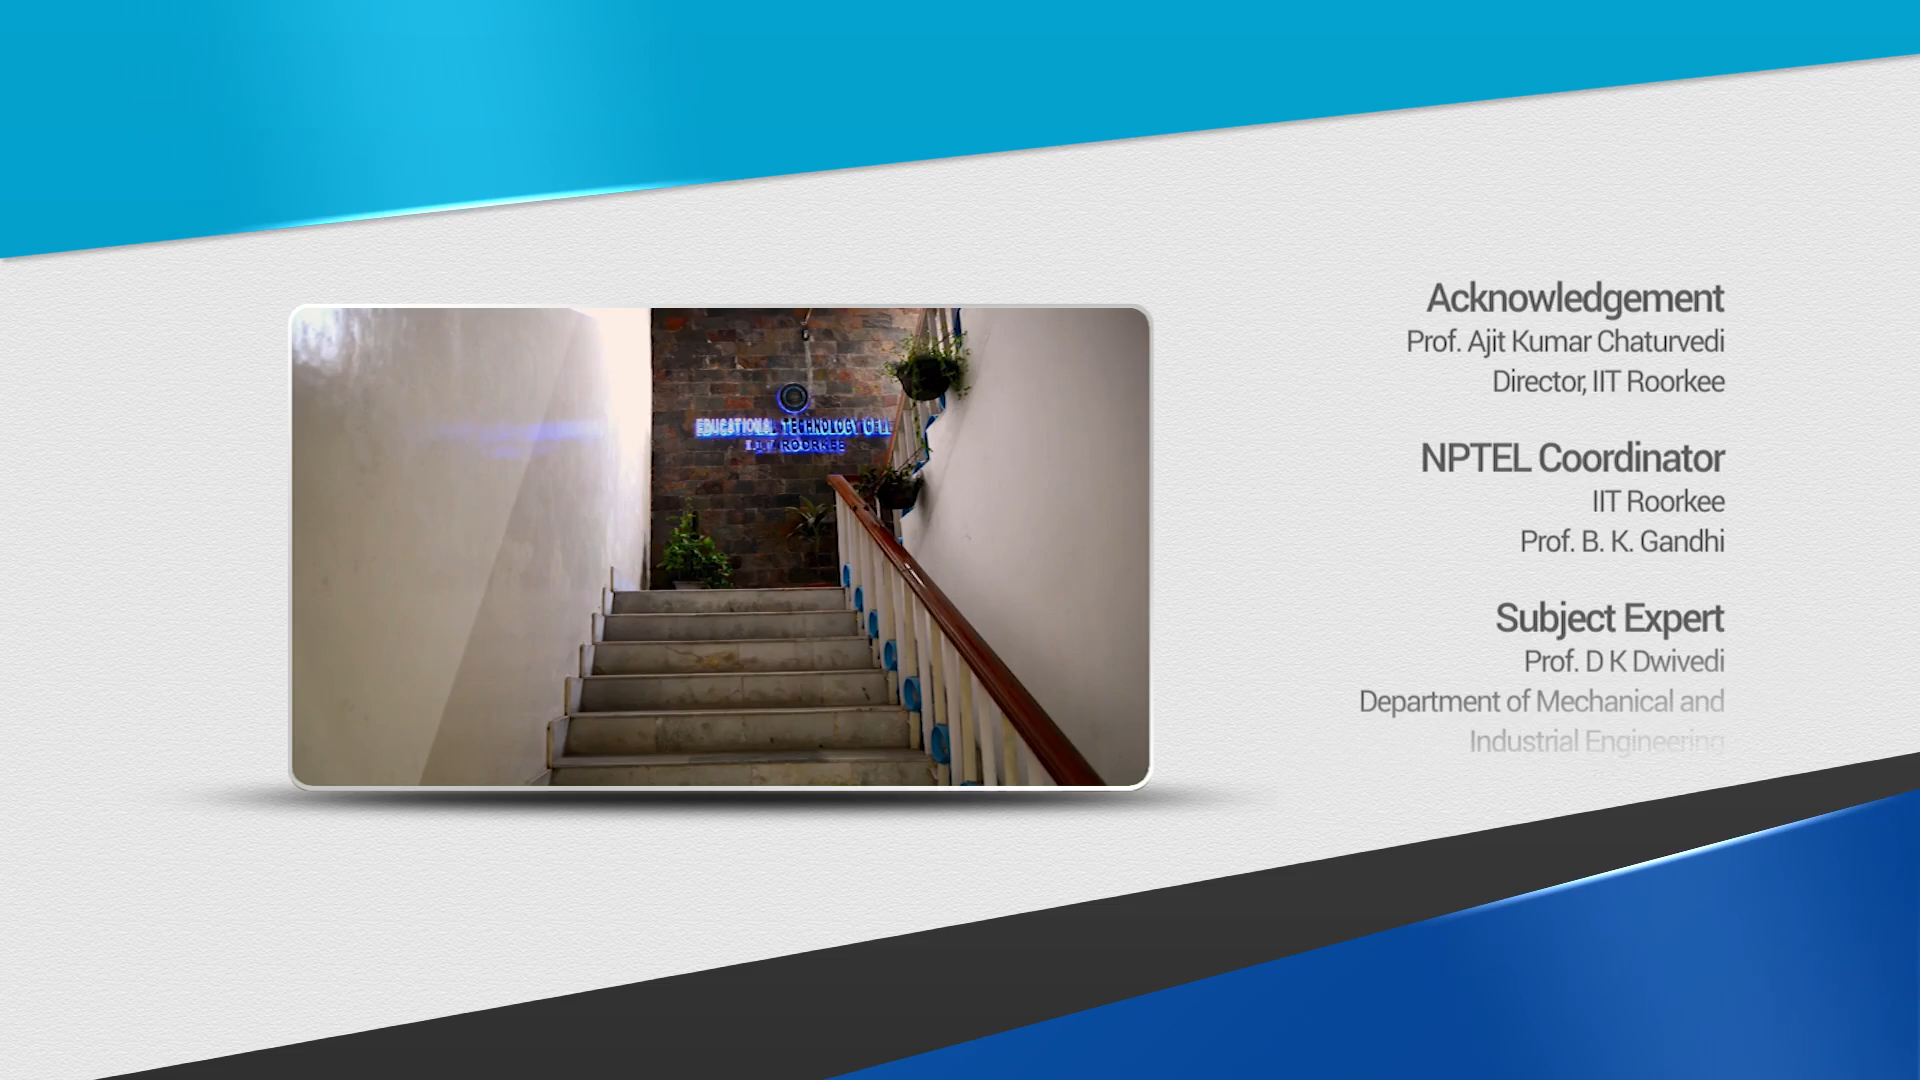 EDUCATIONAL TECHNOLOGY CELL
I.I.T ROORKEE
Acknowledgement
Prof. Ajit Kumar Chaturvedi
Director, IIT Roorkee
NPTEL Coordinator
IIT Roorkee
Prof. B. K. Gandhi
Subject Expert
Prof. D K Dwivedi
Department of Mechanical and
Industrial Engineering